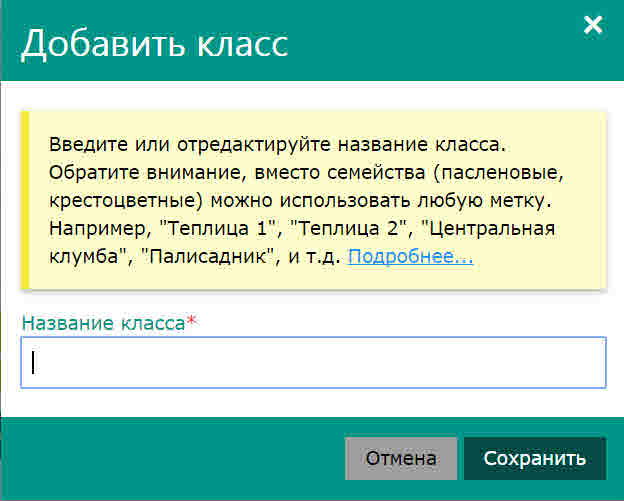 Добавить класс
×
Введите или отредактируйте название класса.
Обратите внимание, вместо семейства (пасленовые,
крестоцветные) можно использовать любую метку.
Например, "Теплица 1", "Теплица 2", "Центральная
клумба", "Палисадник", и т.д. Подробнее...
Название класса*
Отмена Сохранить